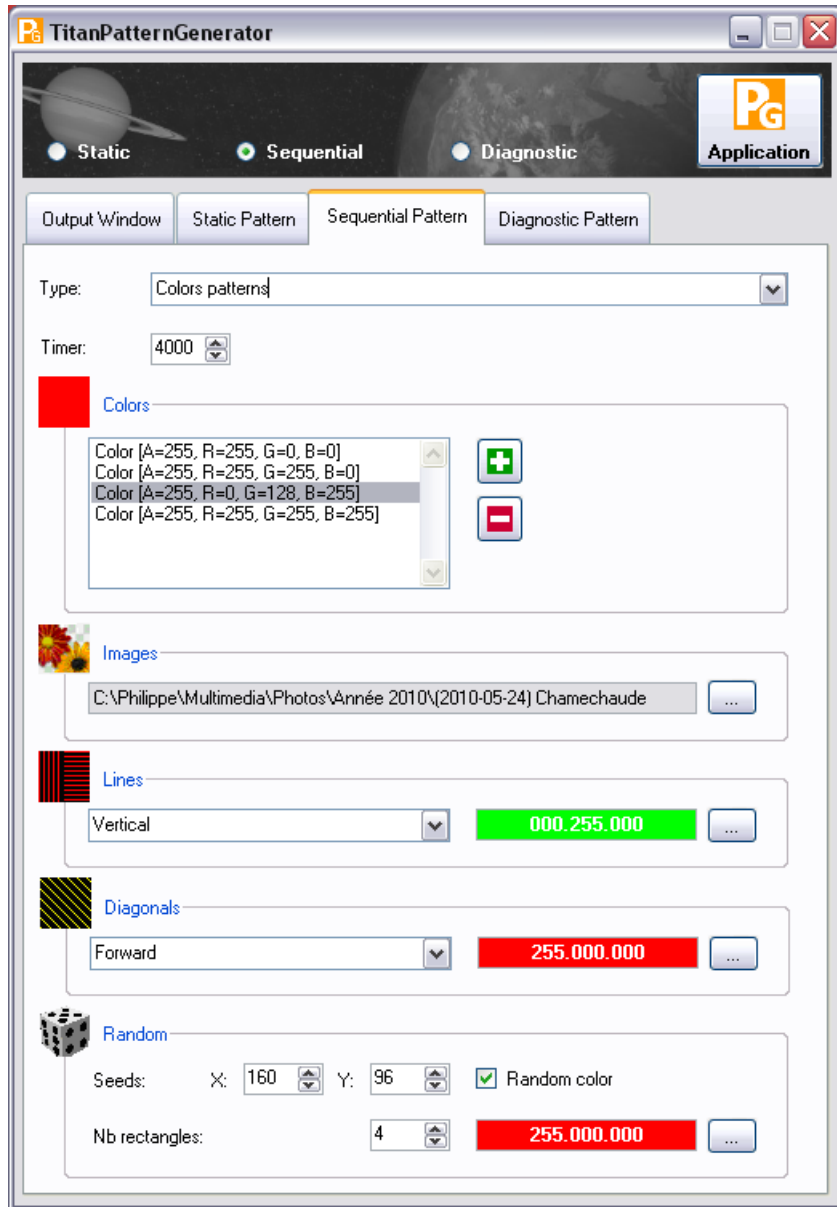 TitanPatternGenerator
PG
Static Sequential Diagnostic Application
Output Window Static Pattern Sequential Pattern Diagnostic Pattern
Type: Colors patterns
Timer: 4000
Colors
Color [A=255, R=255, G=0, B=0]
Color [A=255, R=255, G=255, B=0]
Color [A=255, R=0, G=128, B=255]
Color [A=255, R=255, G=255, B=255]
Images
C:\Philippe\Multimedia\Photos\Année 2010\(2010-05-24) Chamechaude ...
Lines
Vertical 000.255.000 ...
Diagonals
Forward 255.000.000 ...
Random
Seeds: X: 160 Y: 96 Random color
Nb rectangles: 4 255.000.000 ...